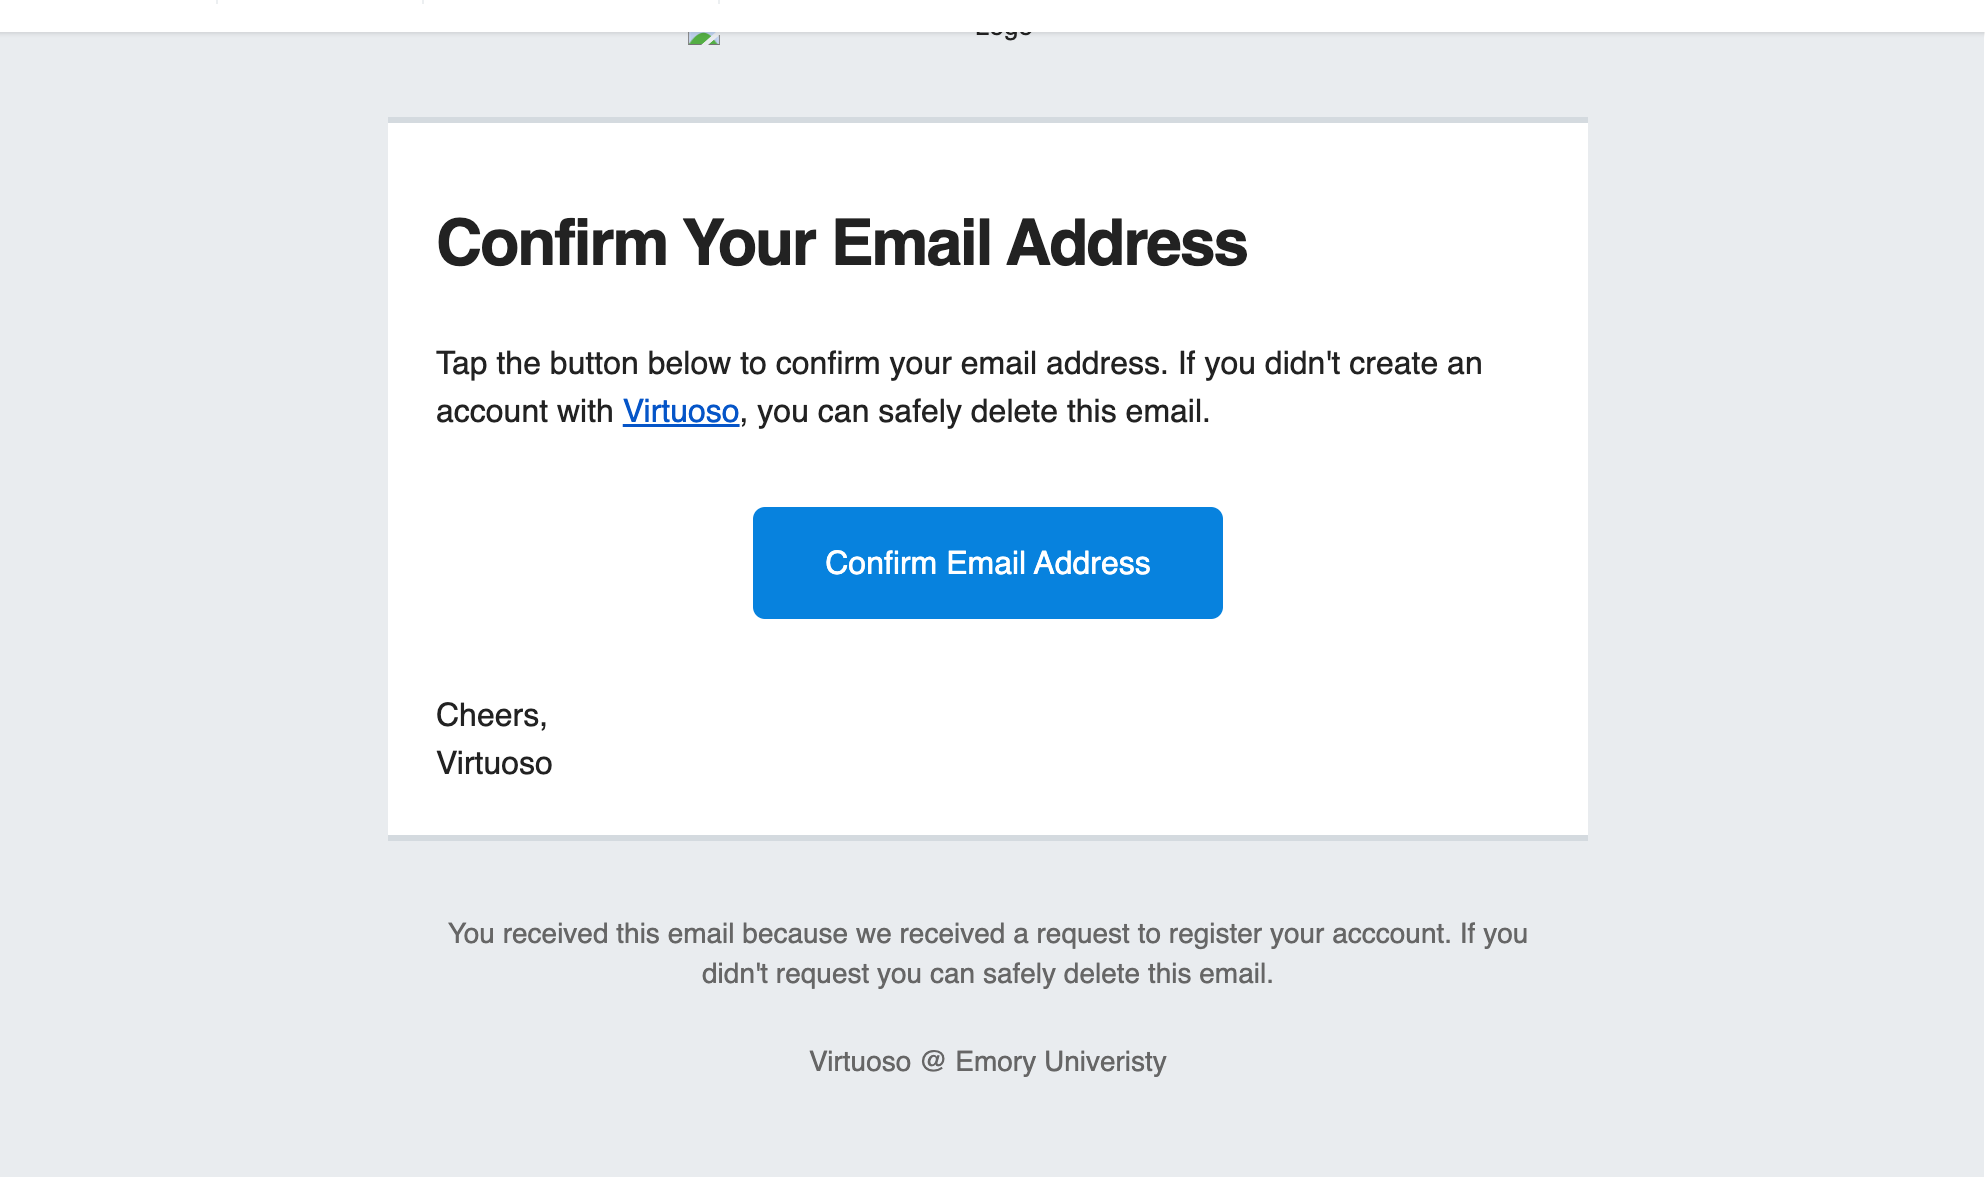 Logo
Confirm Your Email Address
Tap the button below to confirm your email address. If you didn't create an
account with Virtuoso, you can safely delete this email.
Confirm Email Address
Cheers,
Virtuoso
You received this email because we received a request to register your acccount. If you
didn't request you can safely delete this email.
Virtuoso @ Emory Univeristy